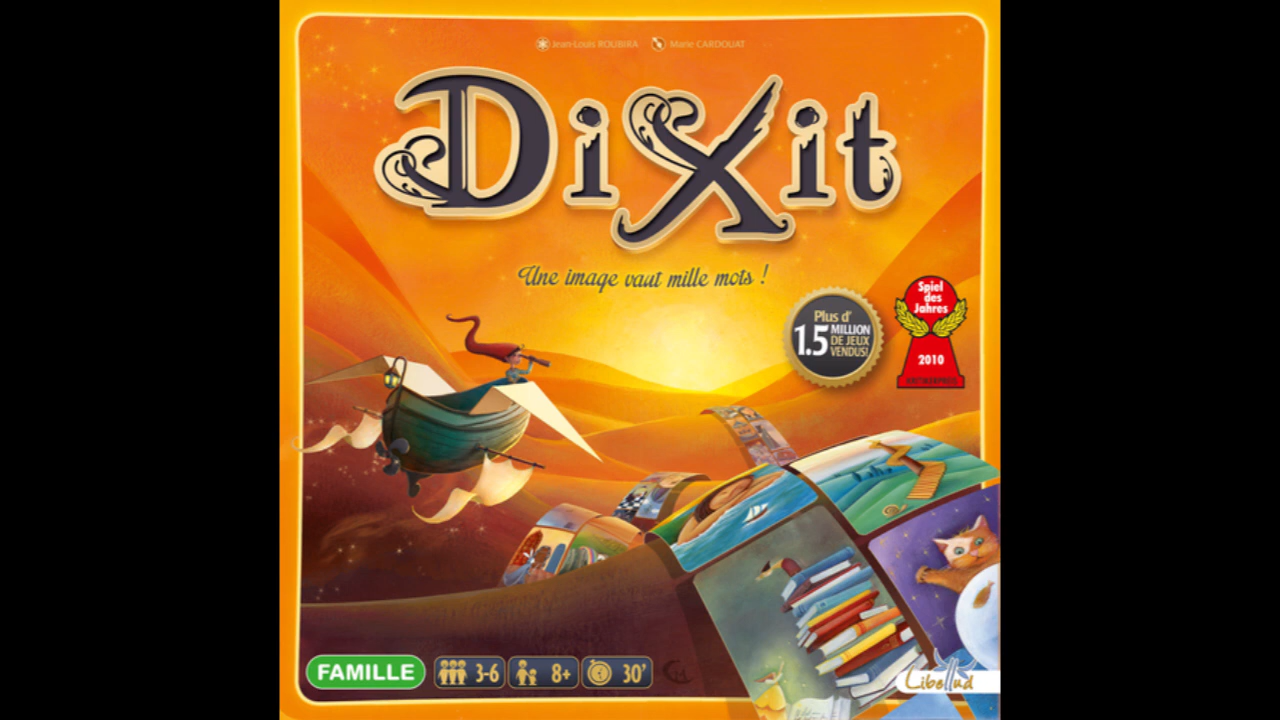 Jean-Louis ROUBIRA Marie CARDOUAT
DiXit
Une image vaut mille mots !
Plus d'
1.5 MILLION
DE JEUX
VENDUS!
Spiel
des
Jahres
2010
KRITIKERPREIS
FAMILLE 3-6 8+ 30'
Libellud